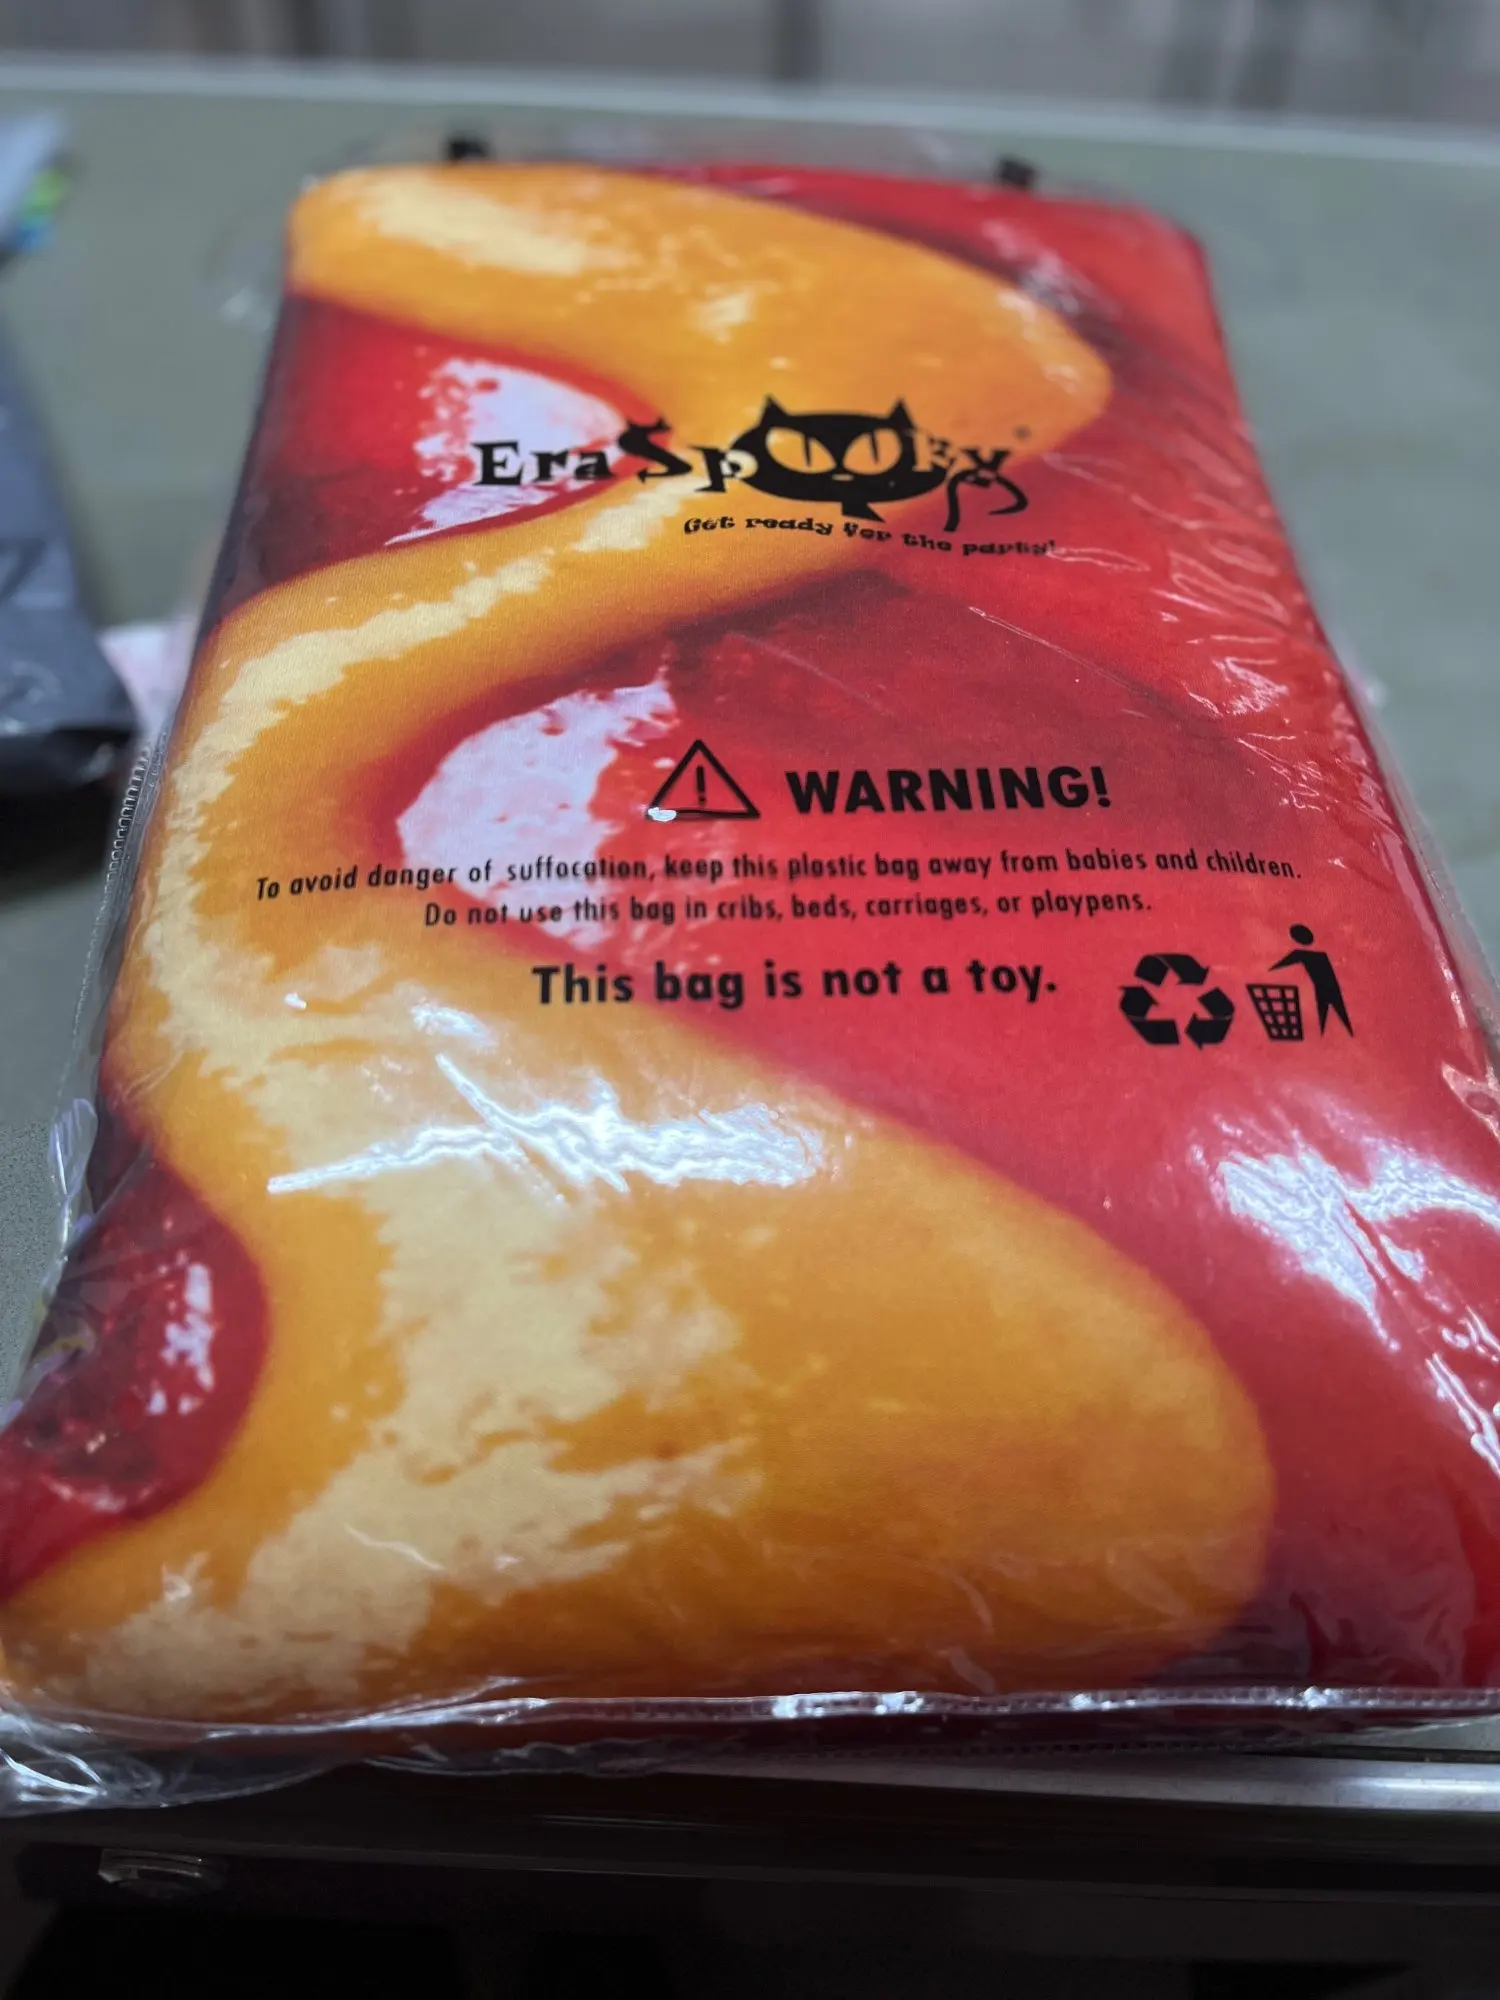 EraSpooky®
Get ready for the party!
WARNING!
To avoid danger of suffocation, keep this plastic bag away from babies and children.
Do not use this bag in cribs, beds, carriages, or playpens.
This bag is not a toy.